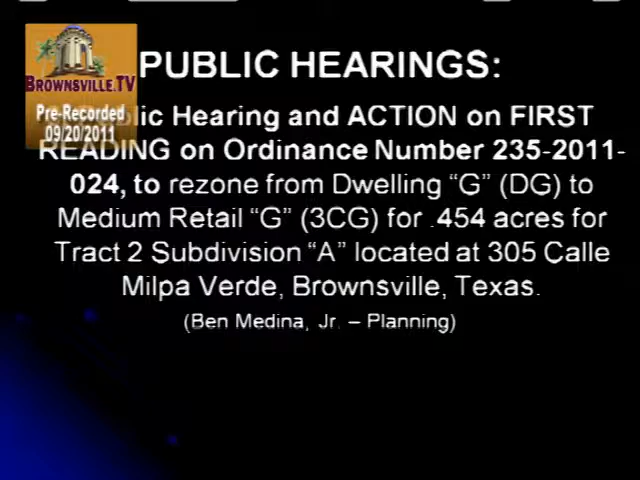 BROWNSVILLE.TV
Pre-Recorded
09/20/2011
PUBLIC HEARINGS:
lic Hearing and ACTION on FIRST
READING on Ordinance Number 235-2011-
024, to rezone from Dwelling “G” (DG) to
Medium Retail “G” (3CG) for .454 acres for
Tract 2 Subdivision “A” located at 305 Calle
Milpa Verde, Brownsville, Texas.
(Ben Medina, Jr. – Planning)